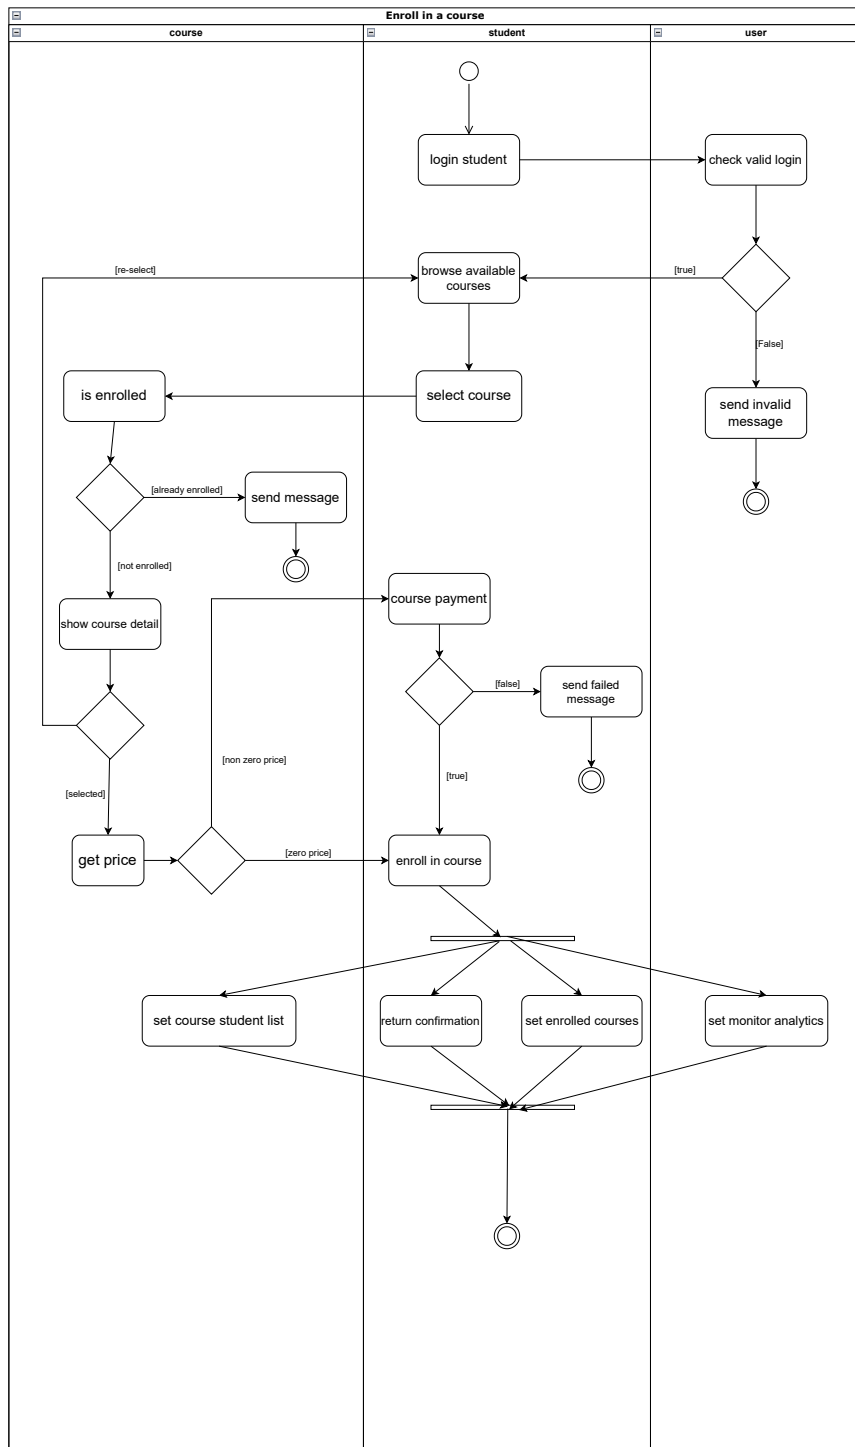 Enroll in a course
course
student
user
login student
check valid login
[re-select]
browse available
courses
[true]
[False]
is enrolled
select course
send invalid
message
[already enrolled]
send message
[not enrolled]
course payment
show course detail
[false]
send failed
message
[non zero price]
[true]
[selected]
get price
[zero price]
enroll in course
set course student list
return confirmation
set enrolled courses
set monitor analytics